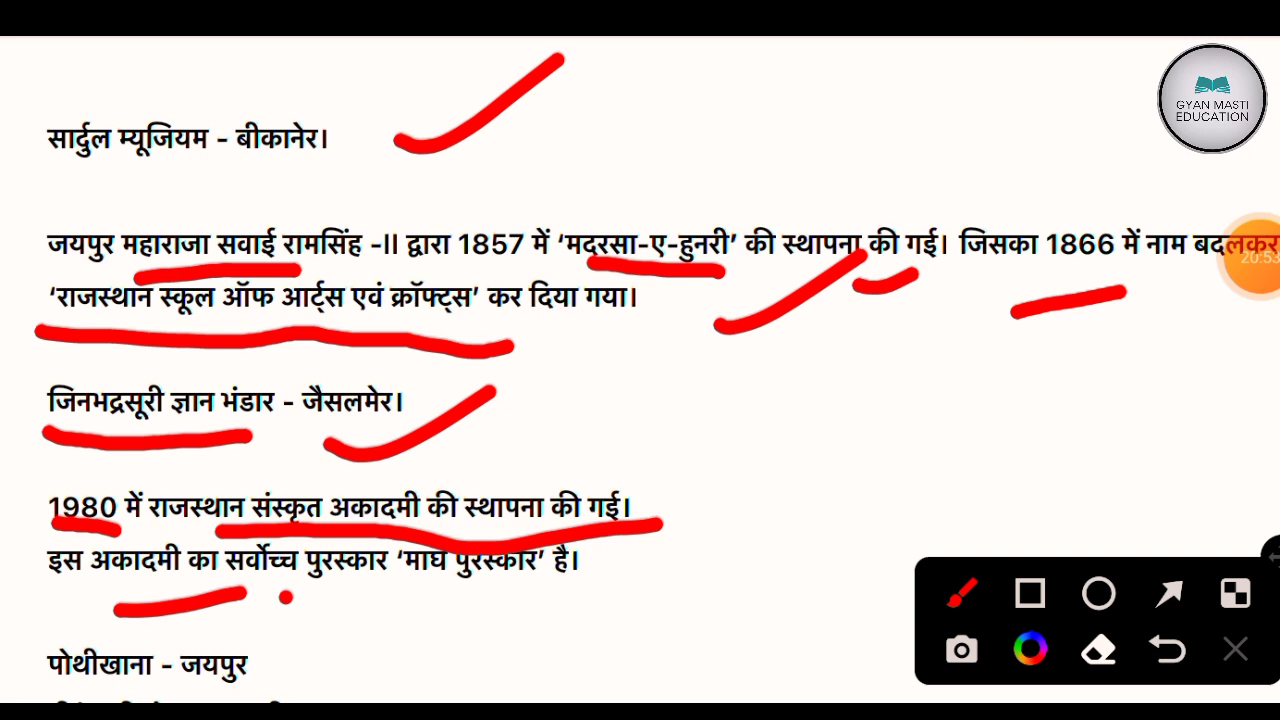 GYAN MASTI
EDUCATION
सार्दुल म्यूजियम - बीकानेर।
जयपुर महाराजा सवाई रामसिंह -II द्वारा 1857 में ‘मदरसा-ए-हुनरी’ की स्थापना की गई। जिसका 1866 में नाम बदलकर
20:53
‘राजस्थान स्कूल ऑफ आर्ट्स एवं क्रॉफ्ट्स’ कर दिया गया।
जिनभद्रसूरी ज्ञान भंडार - जैसलमेर।
1980 में राजस्थान संस्कृत अकादमी की स्थापना की गई।
इस अकादमी का सर्वोच्च पुरस्कार ‘माघ पुरस्कार’ है।
पोथीखाना - जयपुर